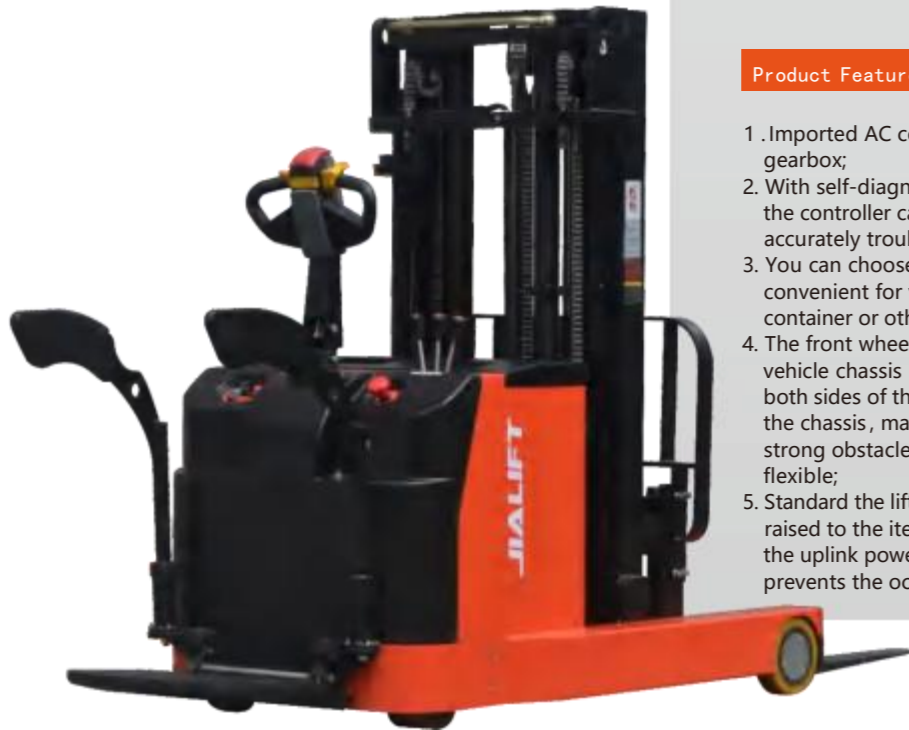 Product Featur
1 .Imported AC c
gearbox;
2. With self-diagn
the controller ca
accurately troul
3. You can choose
convenient for
container or oth
4. The front whee
vehicle chassis
both sides of th
the chassis, ma
strong obstacle
flexible;
5. Standard the lif
raised to the ite
the uplink powe
prevents the oc
JIALIFT